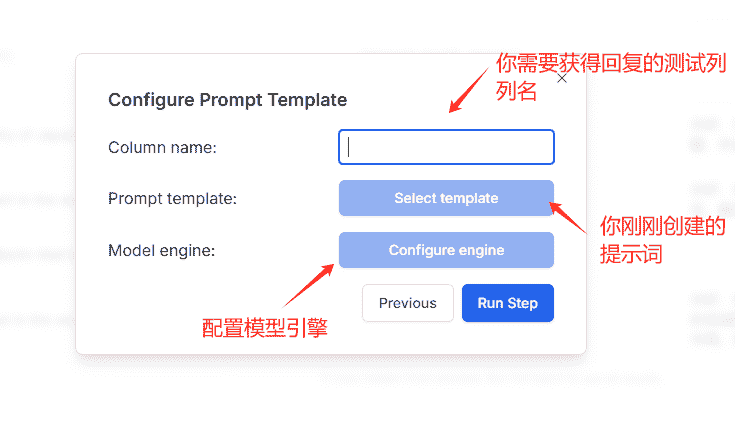 你需要获得回复的测试列
列名
Configure Prompt Template
Column name:
Prompt template:
Select template
你刚刚创建的
提示词
Model engine:
Configure engine
Previous
Run Step
配置模型引擎